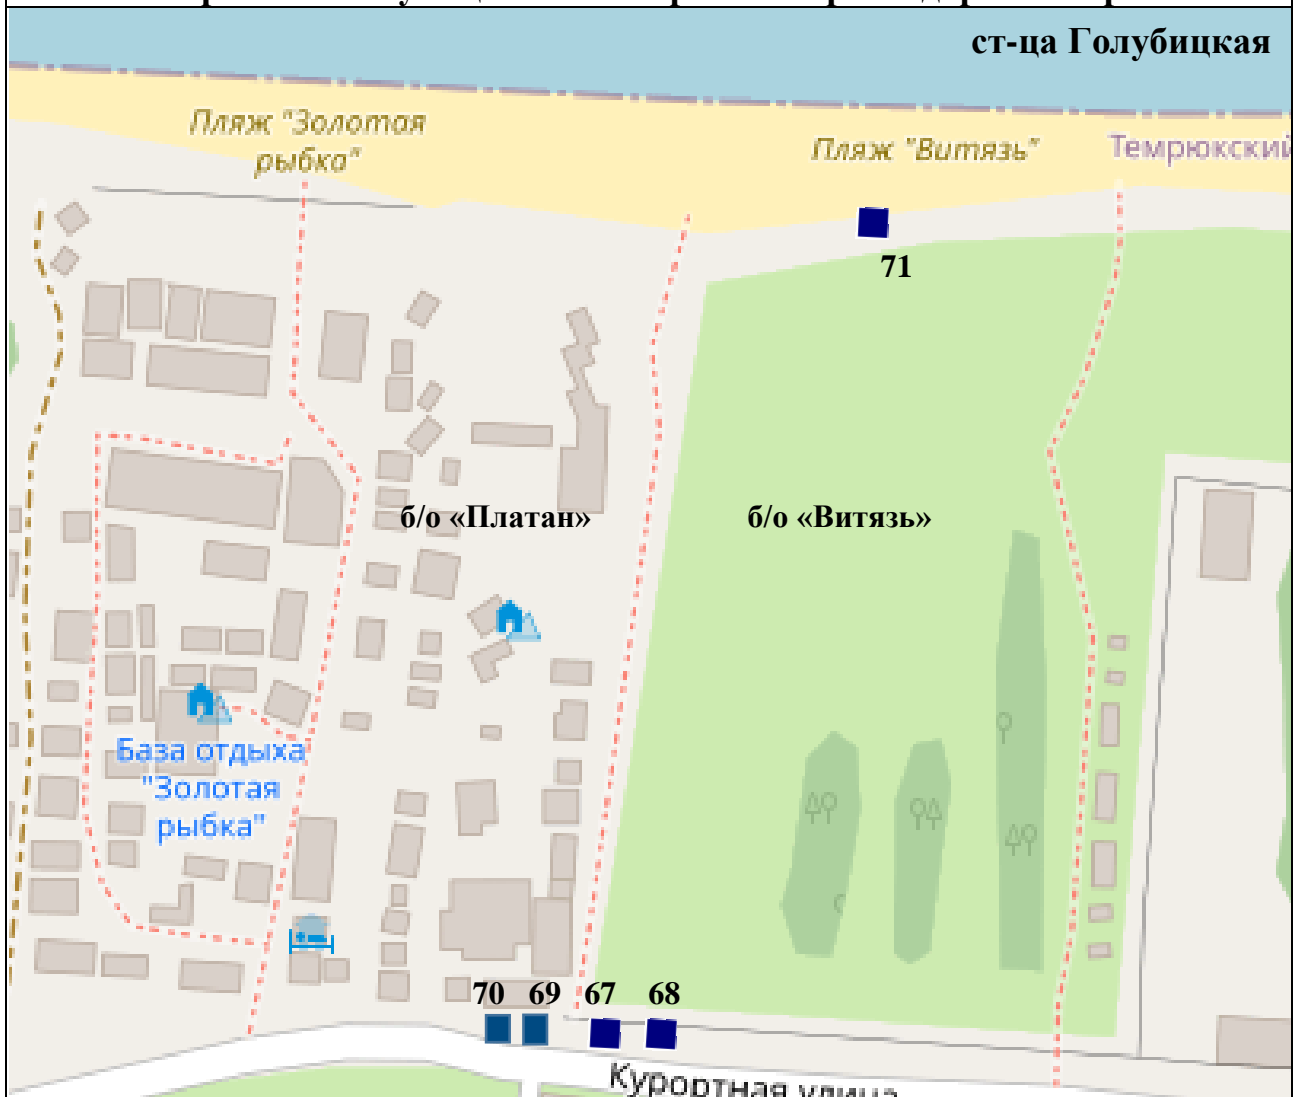 ст-ца Голубицкая
Пляж "Золотая
рыбка"
Пляж "Витязь"
Темрюкский
71
б/о «Платан»
б/о «Витязь»
База отдыха
"Золотая
рыбка"
70 69 67 68
Курортная улица